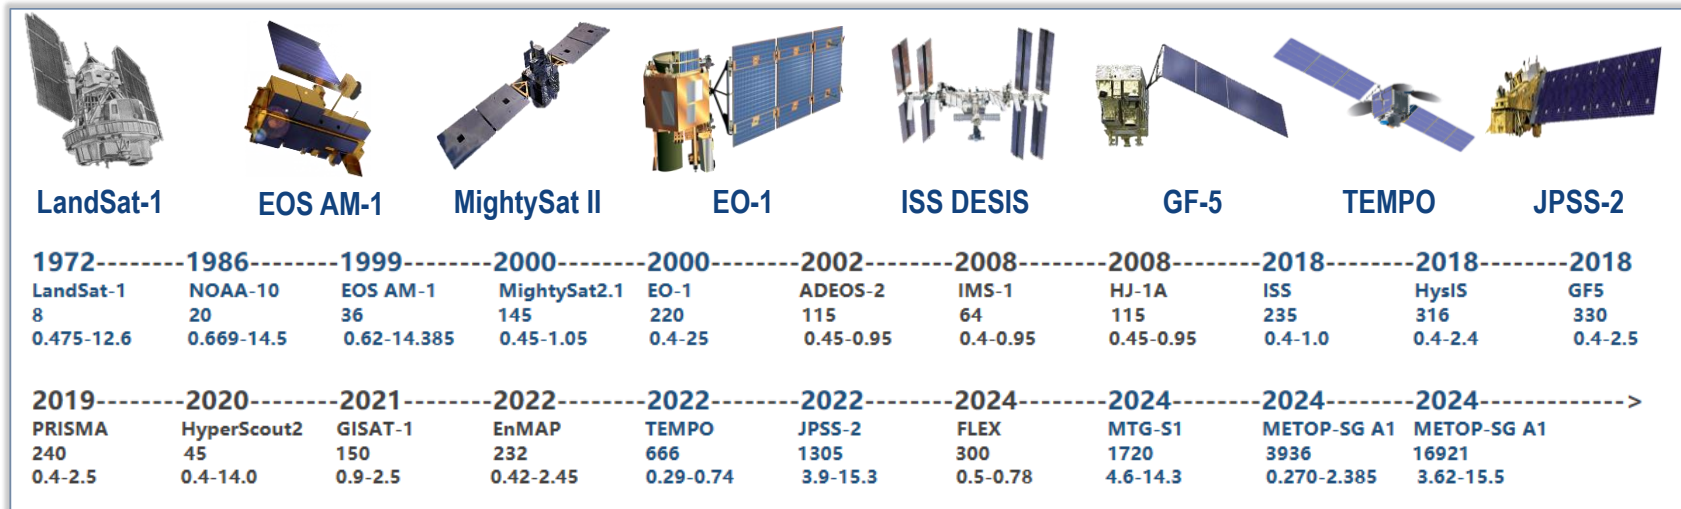 LandSat-1 EOS AM-1 MightySat II EO-1 ISS DESIS GF-5 TEMPO JPSS-2
1972--------1986--------1999--------2000--------2000--------2002--------2008--------2008--------2018--------2018--------2018
LandSat-1 NOAA-10 EOS AM-1 MightySat2.1 EO-1 ADEOS-2 IMS-1 HJ-1A ISS HysIS GF5
8 20 36 145 220 115 64 115 235 316 330
0.475-12.6 0.669-14.5 0.62-14.385 0.45-1.05 0.4-25 0.45-0.95 0.4-0.95 0.45-0.95 0.4-1.0 0.4-2.4 0.4-2.5
2019--------2020--------2021--------2022--------2022--------2022--------2024--------2024--------2024--------2024------------->
PRISMA HyperScout2 GISAT-1 EnMAP TEMPO JPSS-2 FLEX MTG-S1 METOP-SG A1 METOP-SG A1
240 45 150 232 666 1305 300 1720 3936 16921
0.4-2.5 0.4-14.0 0.9-2.5 0.42-2.45 0.29-0.74 3.9-15.3 0.5-0.78 4.6-14.3 0.270-2.385 3.62-15.5